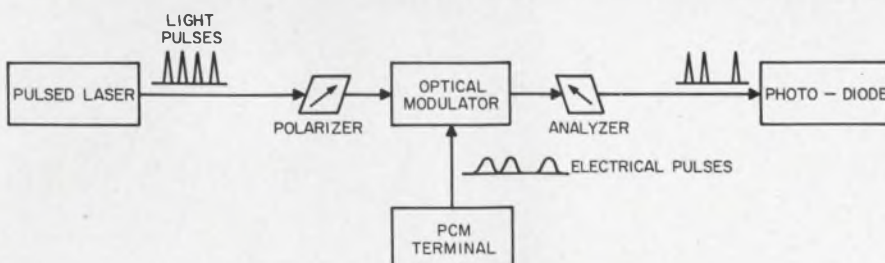 LIGHT
PULSES
PULSED LASER
POLARIZER
OPTICAL
MODULATOR
ANALYZER
PHOTO — DIODE
ELECTRICAL PULSES
PCM
TERMINAL